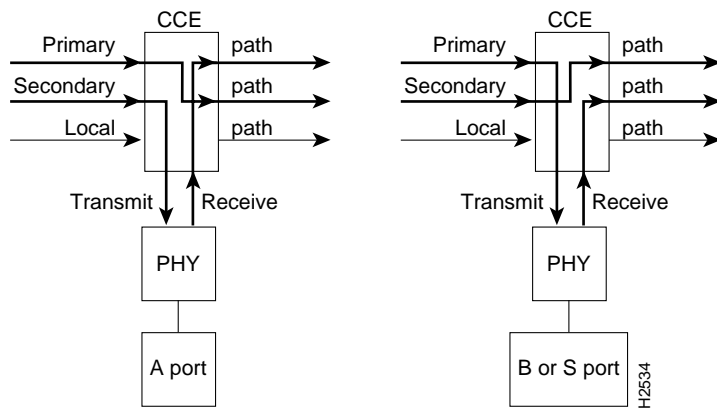 CCE
Primary
path
Secondary
path
Local
path
Transmit
Receive
PHY
A port
CCE
Primary
path
Secondary
path
Local
path
Transmit
Receive
PHY
B or S port
H2534